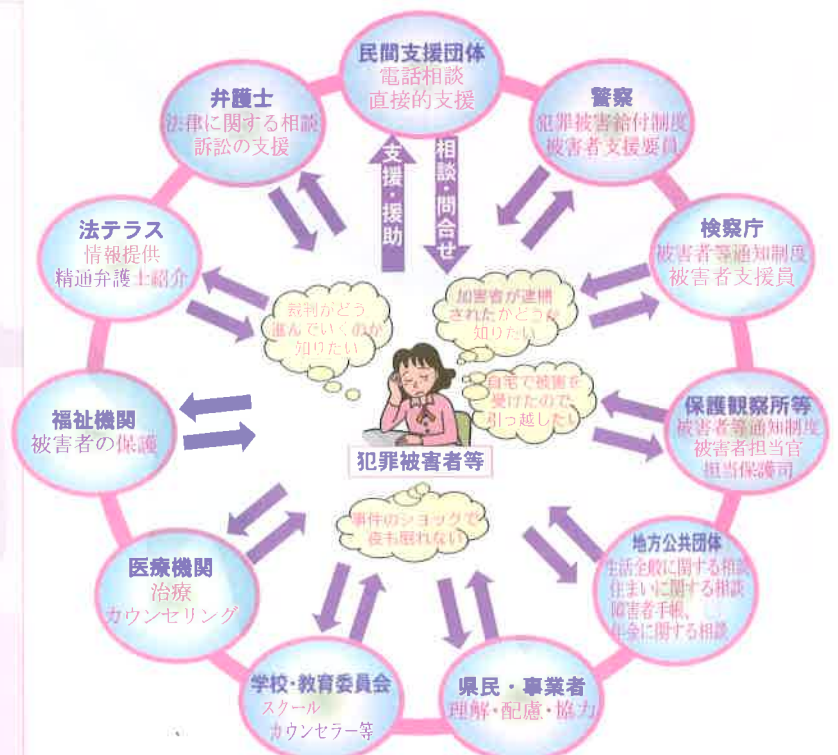 民間支援団体
電話相談
直接的支援
警察
犯罪被害給付制度
被害者支援要員
検察庁
被害者等通知制度
被害者支援員
保護観察所等
被害者等通知制度
被害者担当官
担当保護司
地方公共団体
生活全般に関する相談
住まいに関する相談
障害者手帳、
年金に関する相談
県民・事業者
理解・配慮・協力
学校・教育委員会
スクール
カウンセラー等
医療機関
治療
カウンセリング
福祉機関
被害者の保護
法テラス
情報提供
精通弁護士紹介
弁護士
法律に関する相談
訴訟の支援
支援・援助
相談・問合せ
裁判がどう
進んでいくのか
知りたい
加害者が逮捕
されたかどうか
知りたい
自宅で被害を
受けたので
引っ越したい
犯罪被害者等
事件のショックで
夜も眠れない